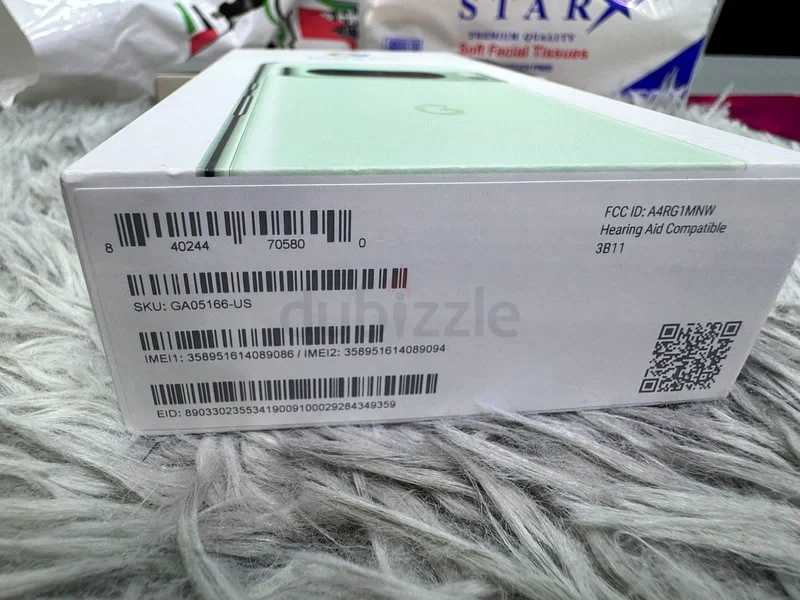 STAR
PREMIUM QUALITY
Soft Facial Tissues
G
8 40244 70580 0
SKU: GA05166-US
IMEI1: 358951614089086 / IMEI2: 358951614089094
EID: 89033023553419009100029284349359
FCC ID: A4RG1MNW
Hearing Aid Compatible
3B11
dubizzle